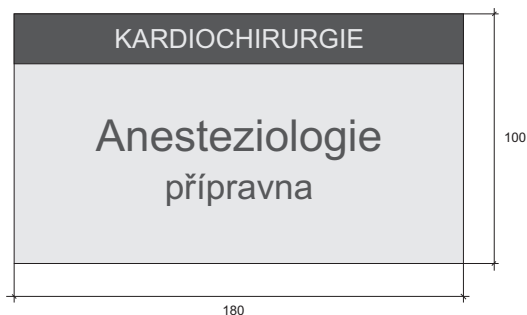 KARDIOCHIRURGIE
Anesteziologie
přípravna
100
180